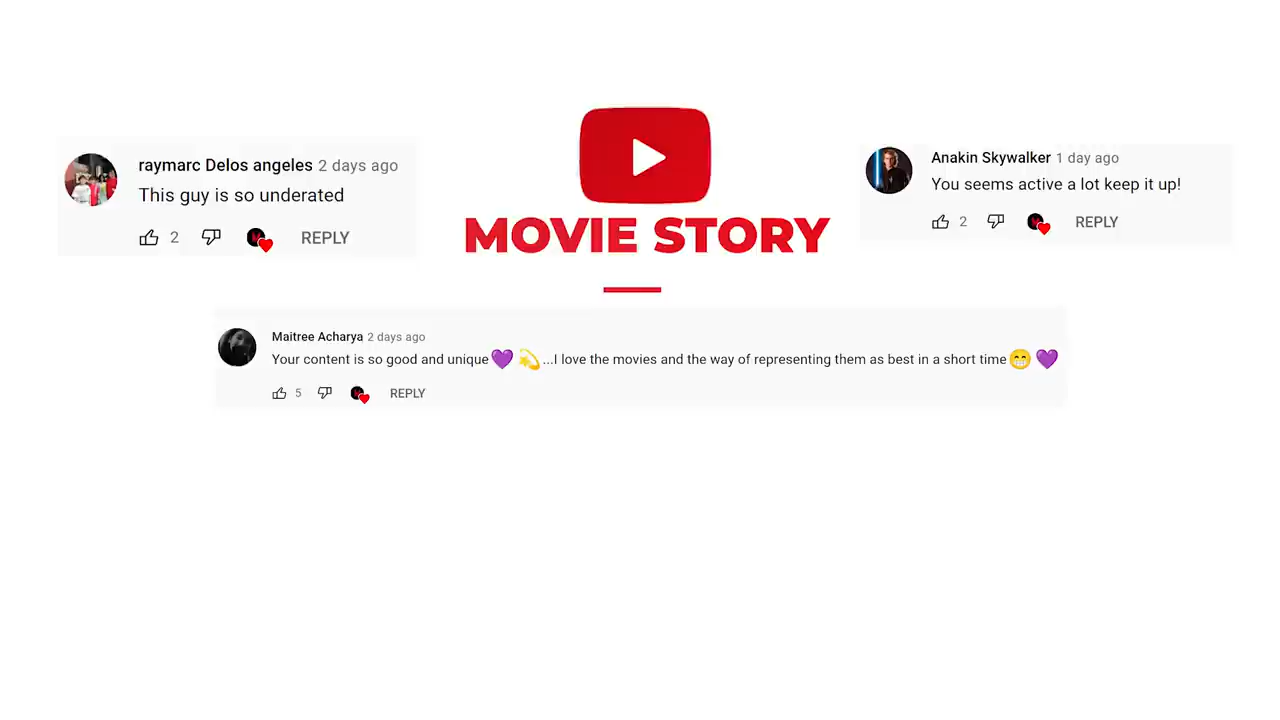 raymarc Delos angeles 2 days ago
This guy is so underated
2 REPLY
MOVIE STORY
Anakin Skywalker 1 day ago
You seems active a lot keep it up!
2 REPLY
Maitree Acharya 2 days ago
Your content is so good and unique💜 💫...I love the movies and the way of representing them as best in a short time😁 💜
5 REPLY